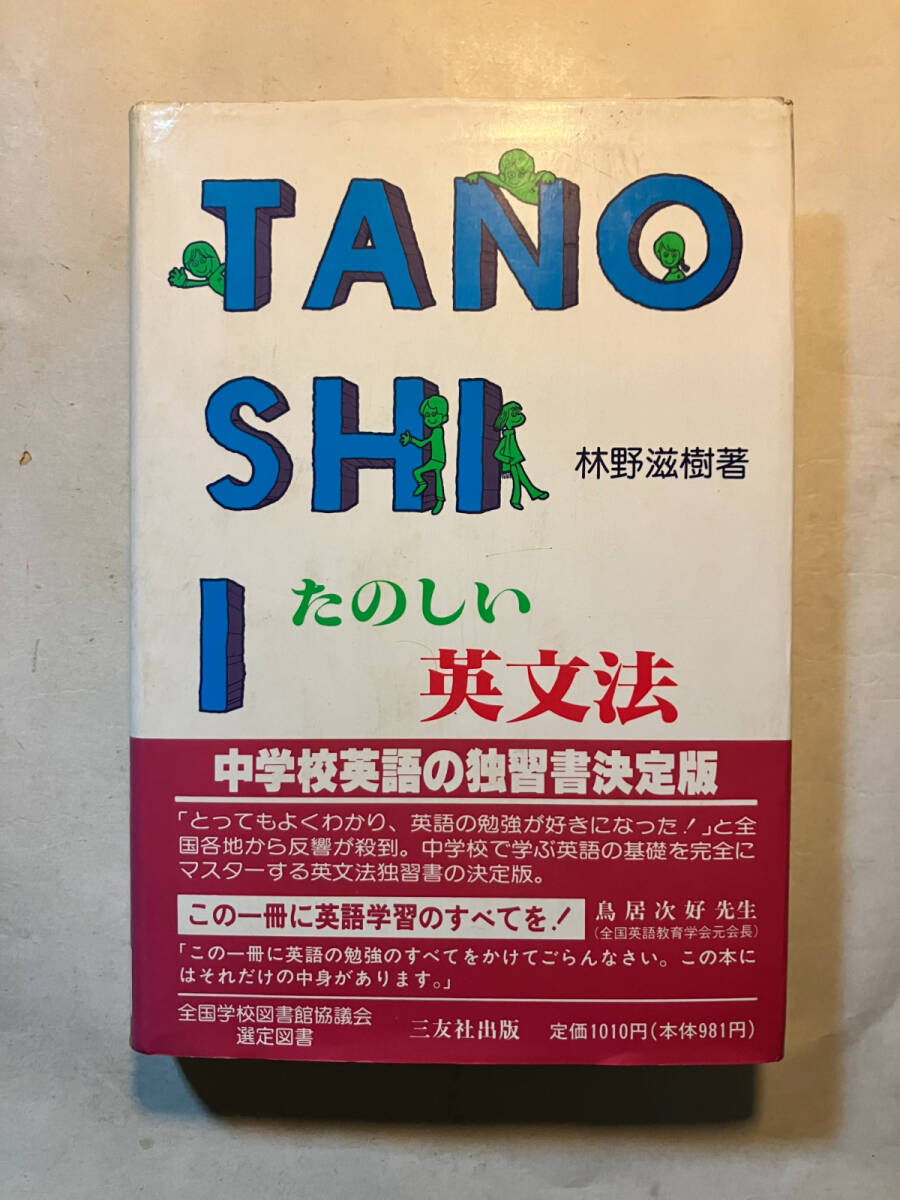 TANO
SHI
I
林野滋樹著
たのしい
英文法
中学校英語の独習書決定版
「とってもよくわかり、英語の勉強が好きになった!」と全
国各地から反響が殺到。中学校で学ぶ英語の基礎を完全に
マスターする英文法独習書の決定版。
この一冊に英語学習のすべてを!
鳥居次好先生
(全国英語教育学会元会長)
「この一冊に英語の勉強のすべてをかけてごらんなさい。この本に
はそれだけの中身があります。」
全国学校図書館協議会
選定図書
三友社出版
定価1010円(本体981円)